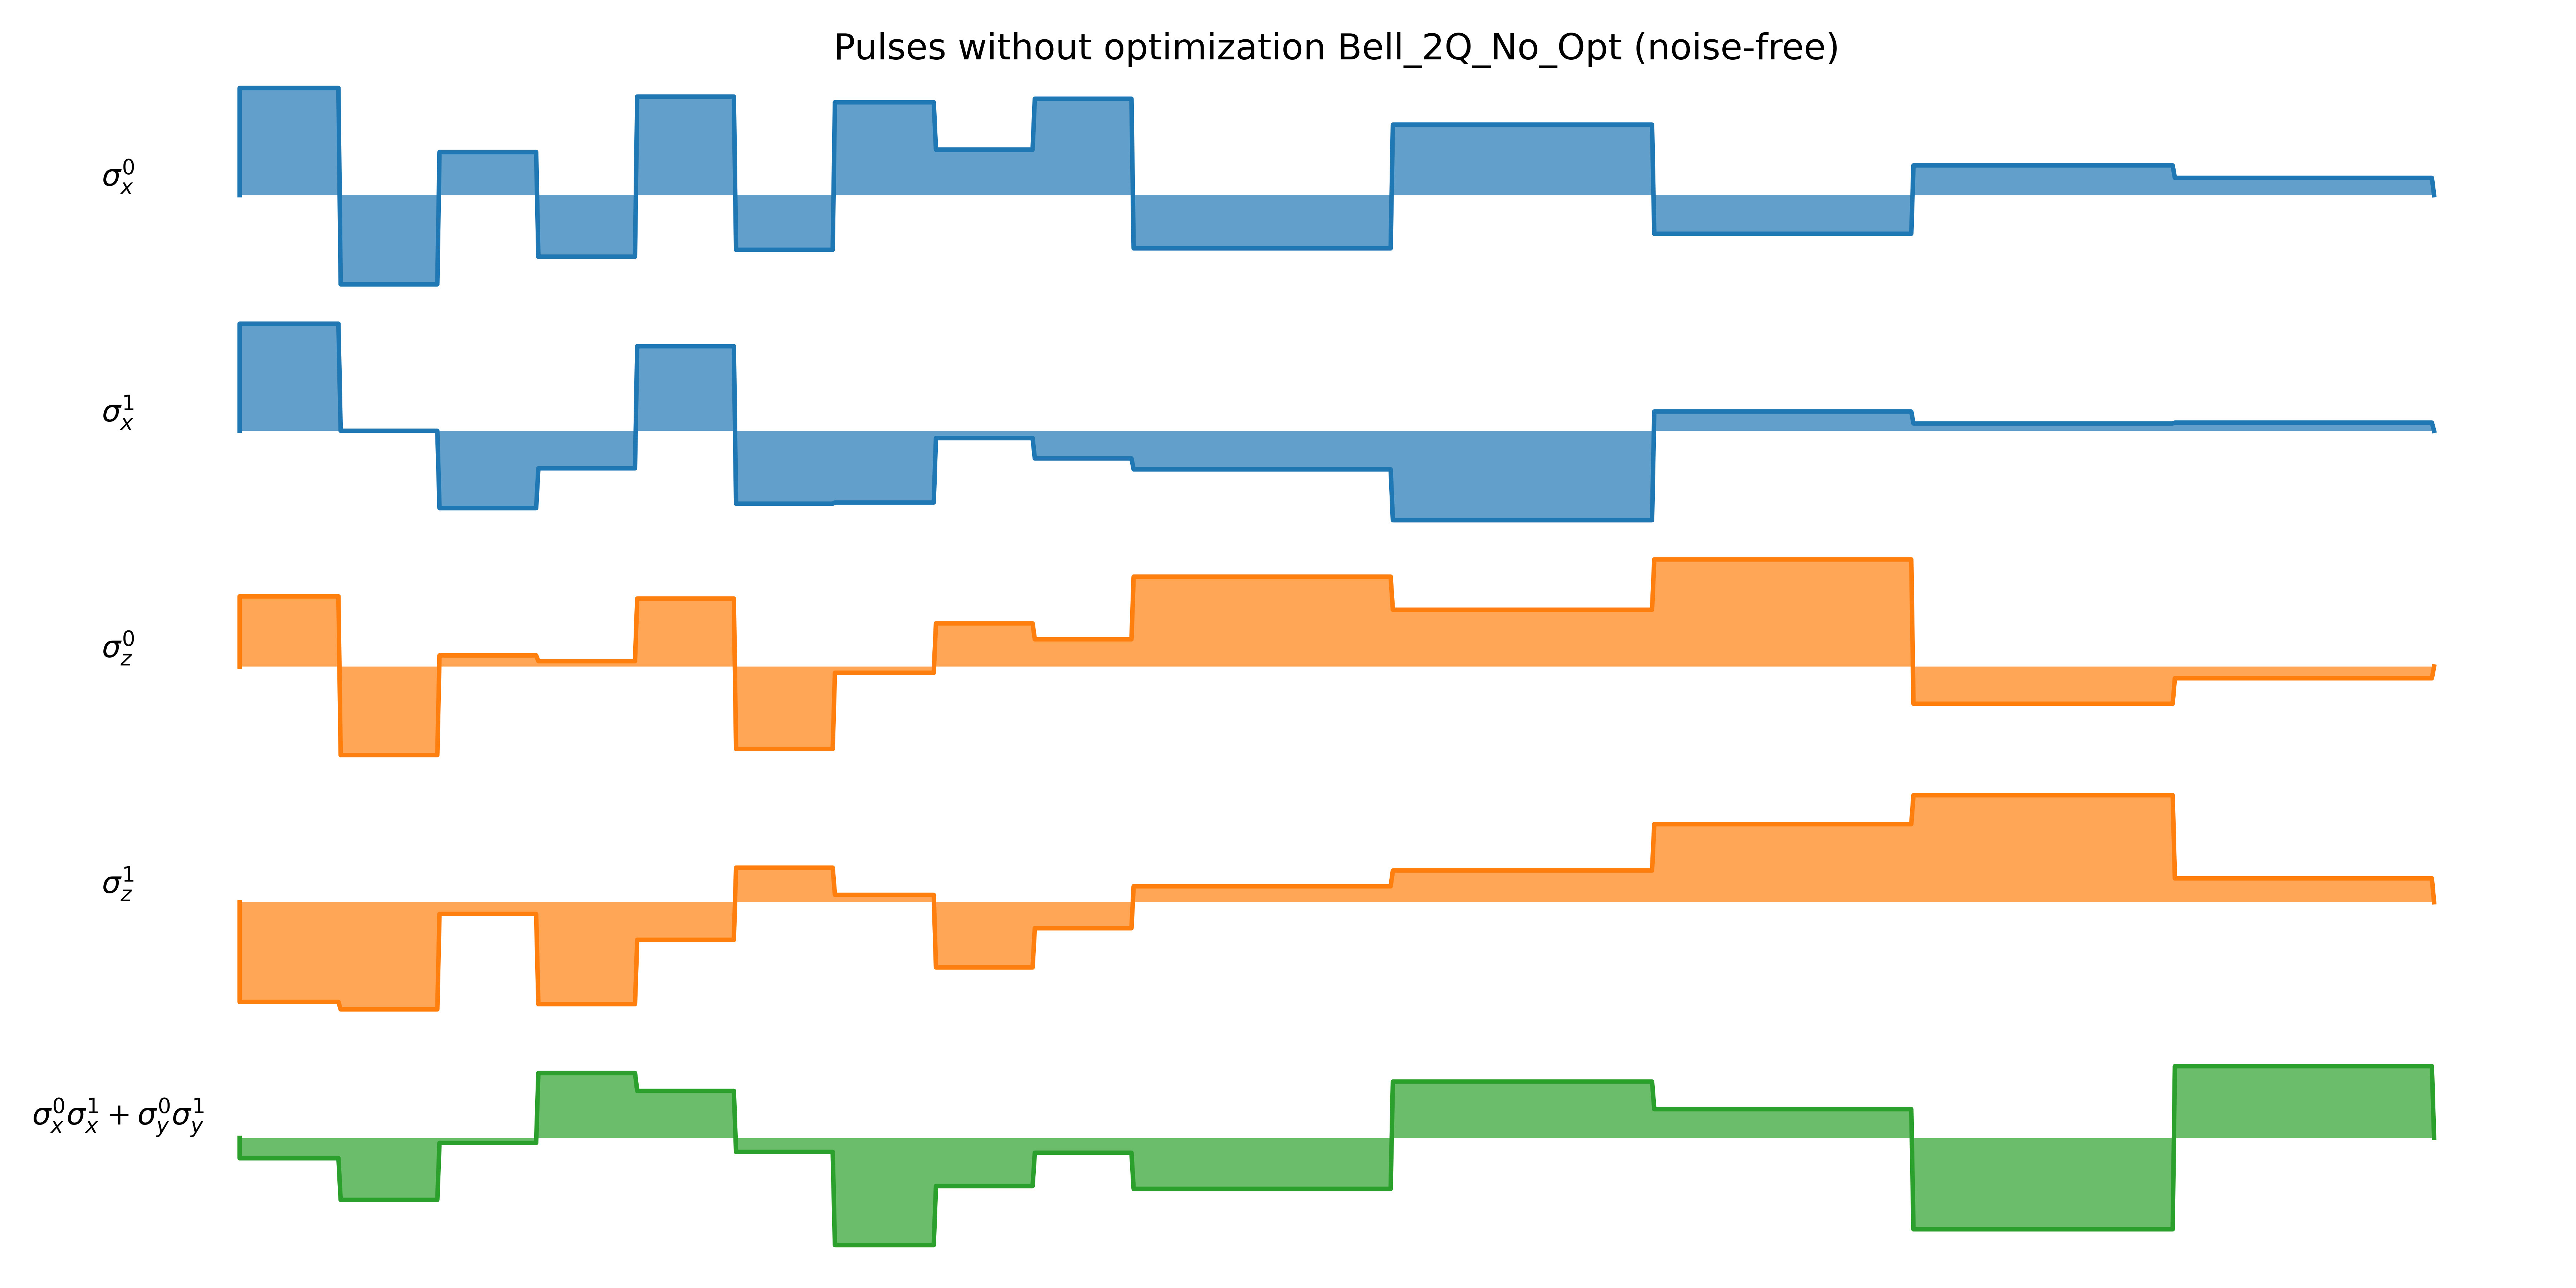 Pulses without optimization Bell_2Q_No_Opt (noise-free)
σ_x^0
σ_x^1
σ_z^0
σ_z^1
σ_x^0σ_x^1 + σ_y^0σ_y^1